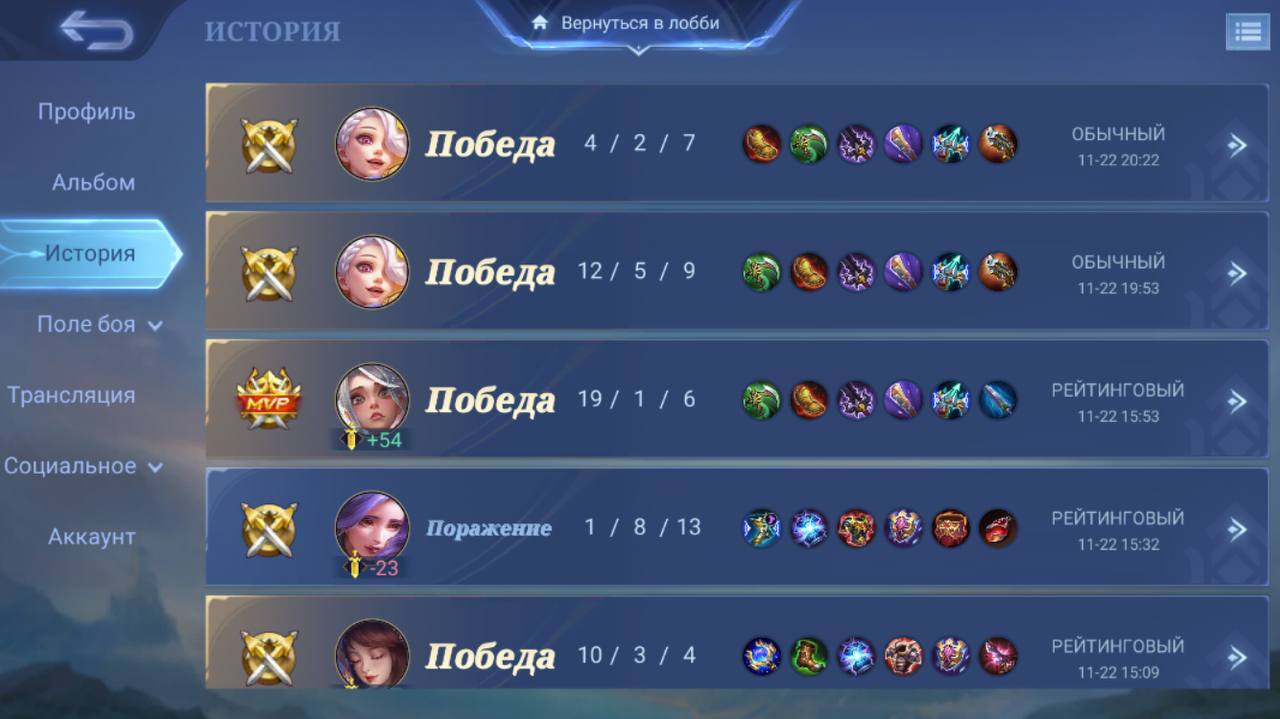 ИСТОРИЯ
Вернуться в лобби
Профиль
Альбом
История
Поле боя
Трансляция
Социальное
Аккаунт
Победа 4 / 2 / 7 ОБЫЧНЫЙ
11-22 20:22
Победа 12 / 5 / 9 ОБЫЧНЫЙ
11-22 19:53
MVP Победа 19 / 1 / 6 РЕЙТИНГОВЫЙ
+54 11-22 15:53
Поражение 1 / 8 / 13 РЕЙТИНГОВЫЙ
-23 11-22 15:32
Победа 10 / 3 / 4 РЕЙТИНГОВЫЙ
11-22 15:09